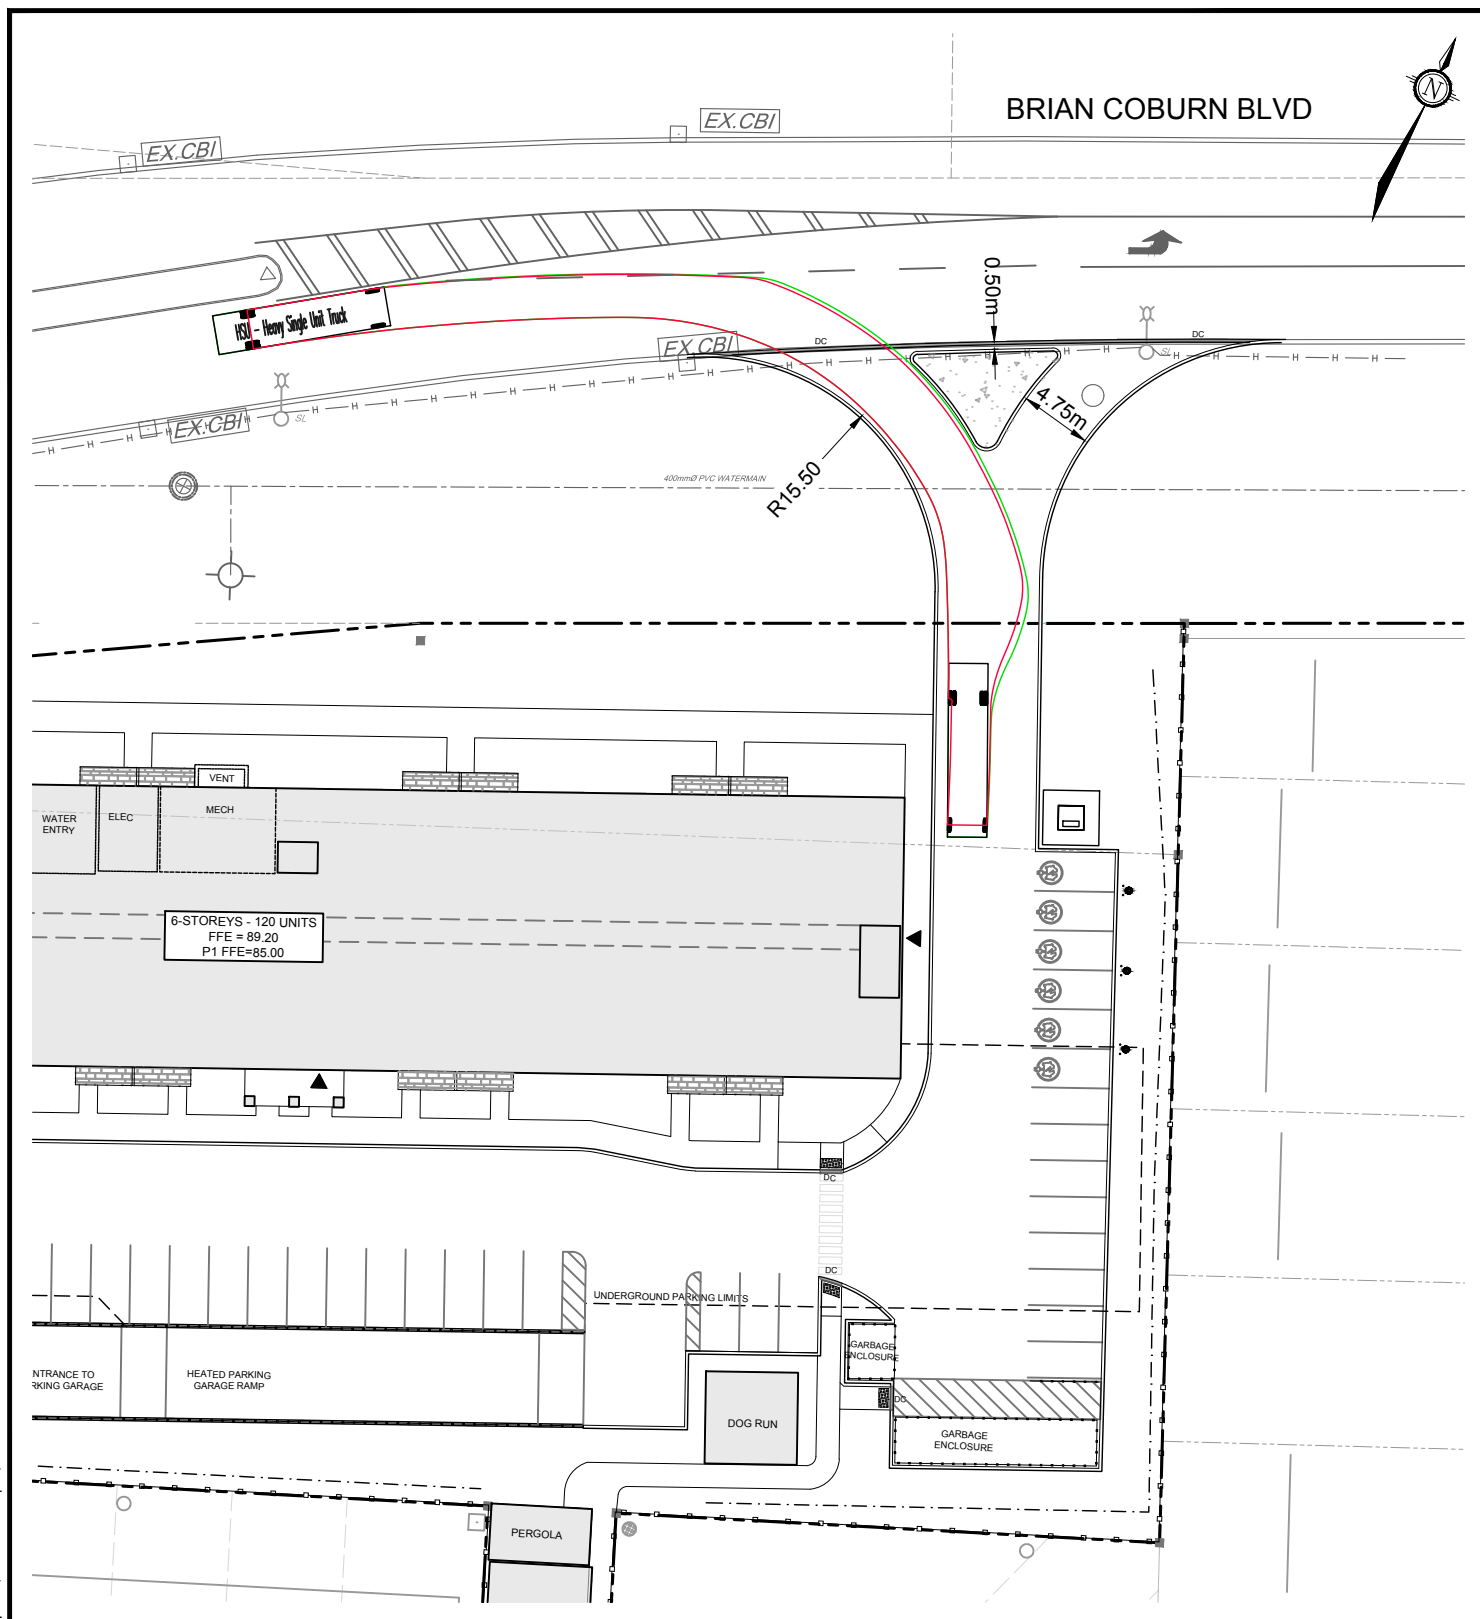 BRIAN COBURN BLVD
N
EX.CBI
EX.CBI
HSU - Heavy Single Unit Truck
0.50m
EX.CBI
DC
DC
SL
H H H H H H H H H H H H H
SL
EX.CBI
4.75m
R15.50
400mmØ PVC WATERMAIN
VENT
MECH
ELEC
WATER
ENTRY
6-STOREYS - 120 UNITS
FFE = 89.20
P1 FFE=85.00
DC
DC
UNDERGROUND PARKING LIMITS
GARBAGE
ENCLOSURE
NTRANCE TO
RKING GARAGE
HEATED PARKING
GARAGE RAMP
DC
DOG RUN
GARBAGE
ENCLOSURE
PERGOLA